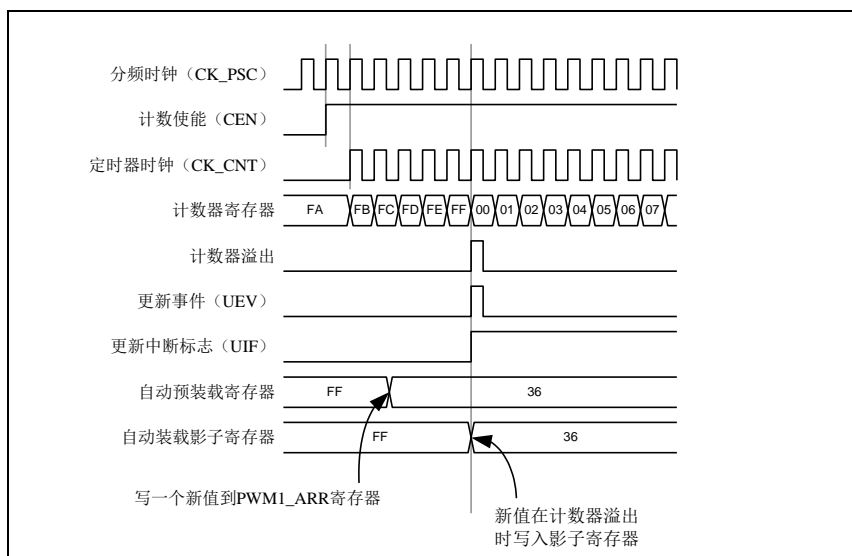 分频时钟（CK_PSC）
计数使能（CEN）
定时器时钟（CK_CNT）
计数器寄存器 FA FB FC FD FE FF 00 01 02 03 04 05 06 07
计数器溢出
更新事件（UEV）
更新中断标志（UIF）
自动预装载寄存器 FF 36
自动装载影子寄存器 FF 36
写一个新值到PWM1_ARR寄存器
新值在计数器溢出
时写入影子寄存器